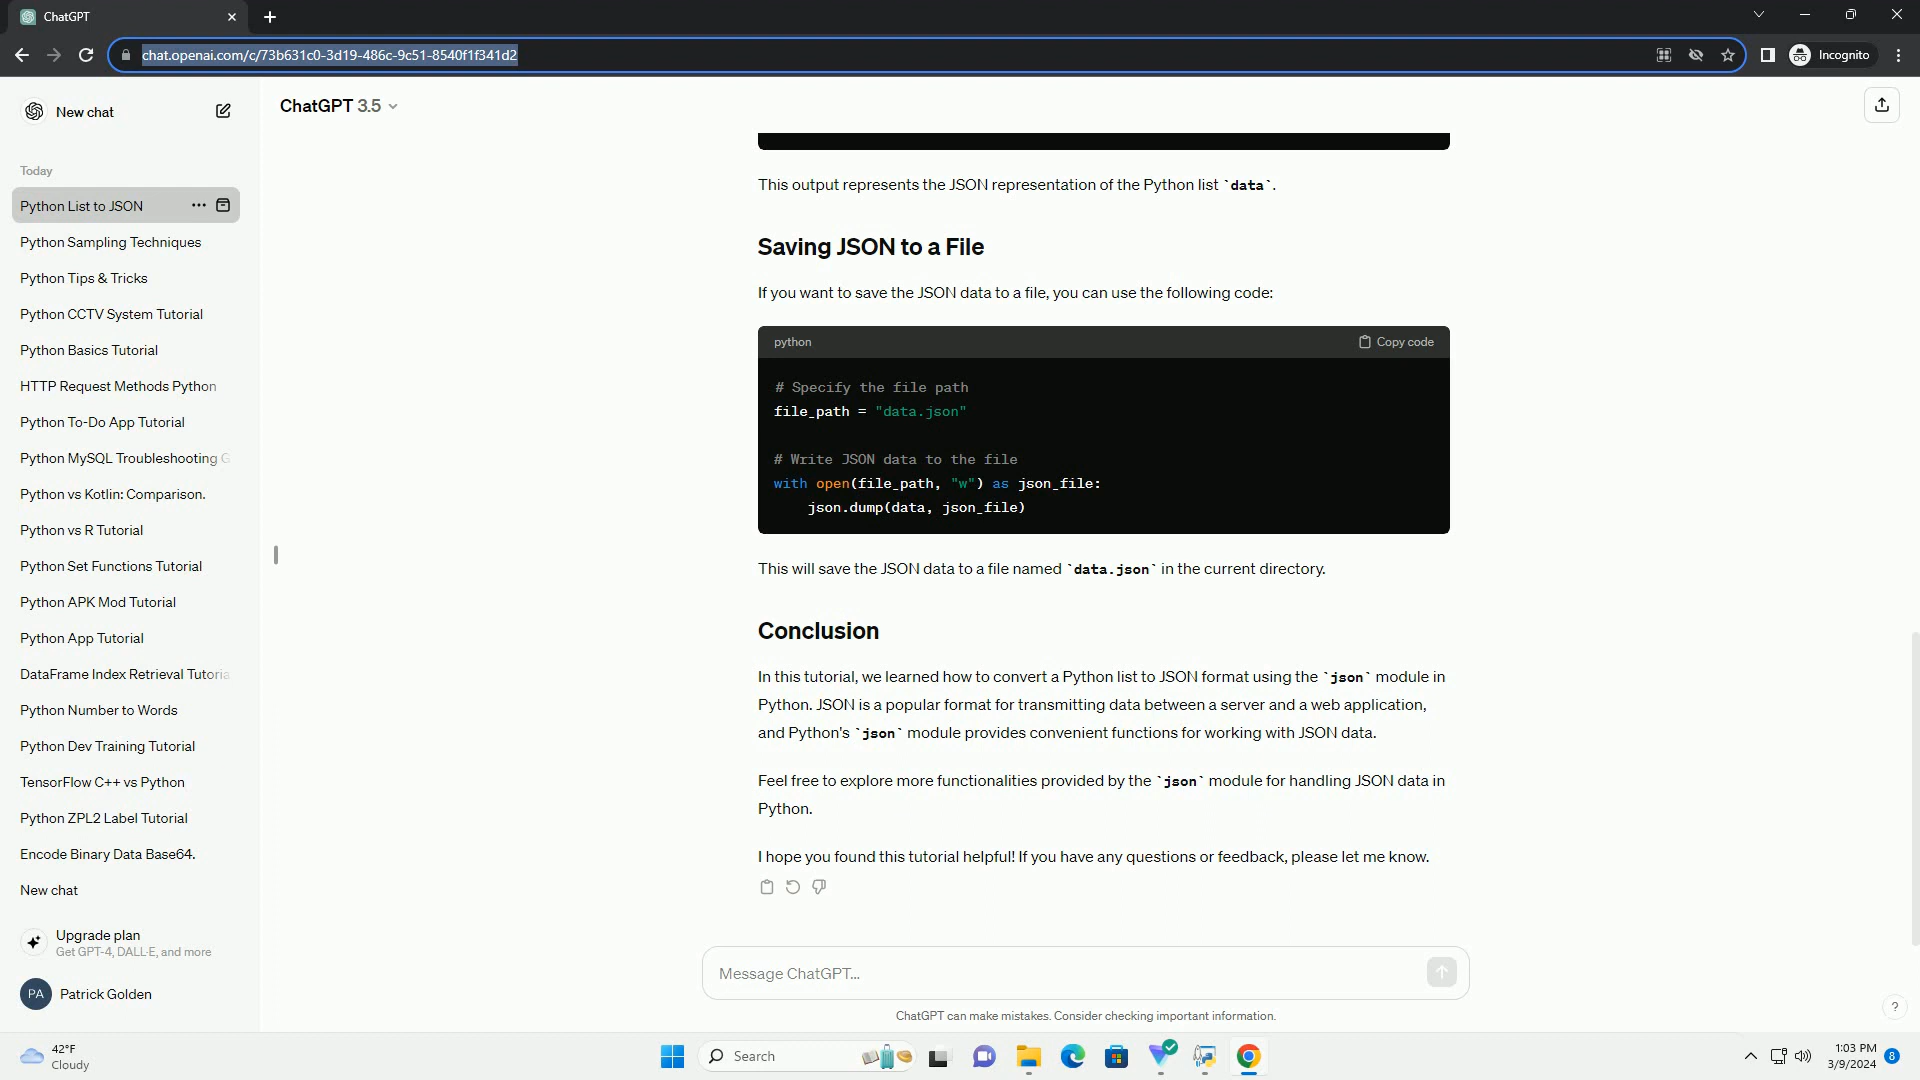 ChatGPT
chat.openai.com/c/73b631c0-3d19-486c-9c51-8540f1f341d2
Incognito
New chat
ChatGPT 3.5
Today
Python List to JSON
Python Sampling Techniques
Python Tips & Tricks
Python CCTV System Tutorial
Python Basics Tutorial
HTTP Request Methods Python
Python To-Do App Tutorial
Python MySQL Troubleshooting G
Python vs Kotlin: Comparison.
Python vs R Tutorial
Python Set Functions Tutorial
Python APK Mod Tutorial
Python App Tutorial
DataFrame Index Retrieval Tutoria
Python Number to Words
Python Dev Training Tutorial
TensorFlow C++ vs Python
Python ZPL2 Label Tutorial
Encode Binary Data Base64.
New chat
Upgrade plan
Get GPT-4, DALL·E, and more
PA Patrick Golden
This output represents the JSON representation of the Python list `data`.
Saving JSON to a File
If you want to save the JSON data to a file, you can use the following code:
python Copy code
# Specify the file path
file_path = "data.json"
# Write JSON data to the file
with open(file_path, "w") as json_file:
json.dump(data, json_file)
This will save the JSON data to a file named `data.json` in the current directory.
Conclusion
In this tutorial, we learned how to convert a Python list to JSON format using the `json` module in
Python. JSON is a popular format for transmitting data between a server and a web application,
and Python's `json` module provides convenient functions for working with JSON data.
Feel free to explore more functionalities provided by the `json` module for handling JSON data in
Python.
I hope you found this tutorial helpful! If you have any questions or feedback, please let me know.
Message ChatGPT...
ChatGPT can make mistakes. Consider checking important information.
?
42°F
Cloudy
Search
1:03 PM
3/9/2024
8